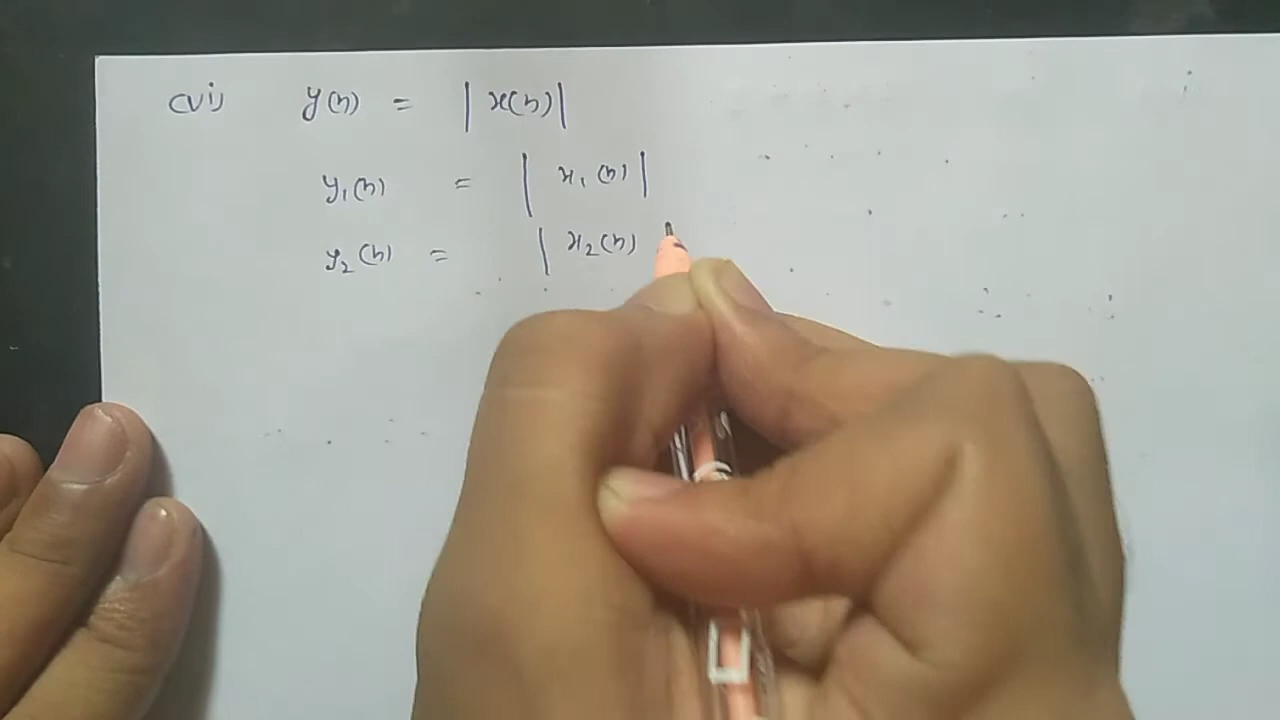 (vi) y(n) = |x(n)|
y₁(n) = |x₁(n)|
y₂(n) = |x₂(n)